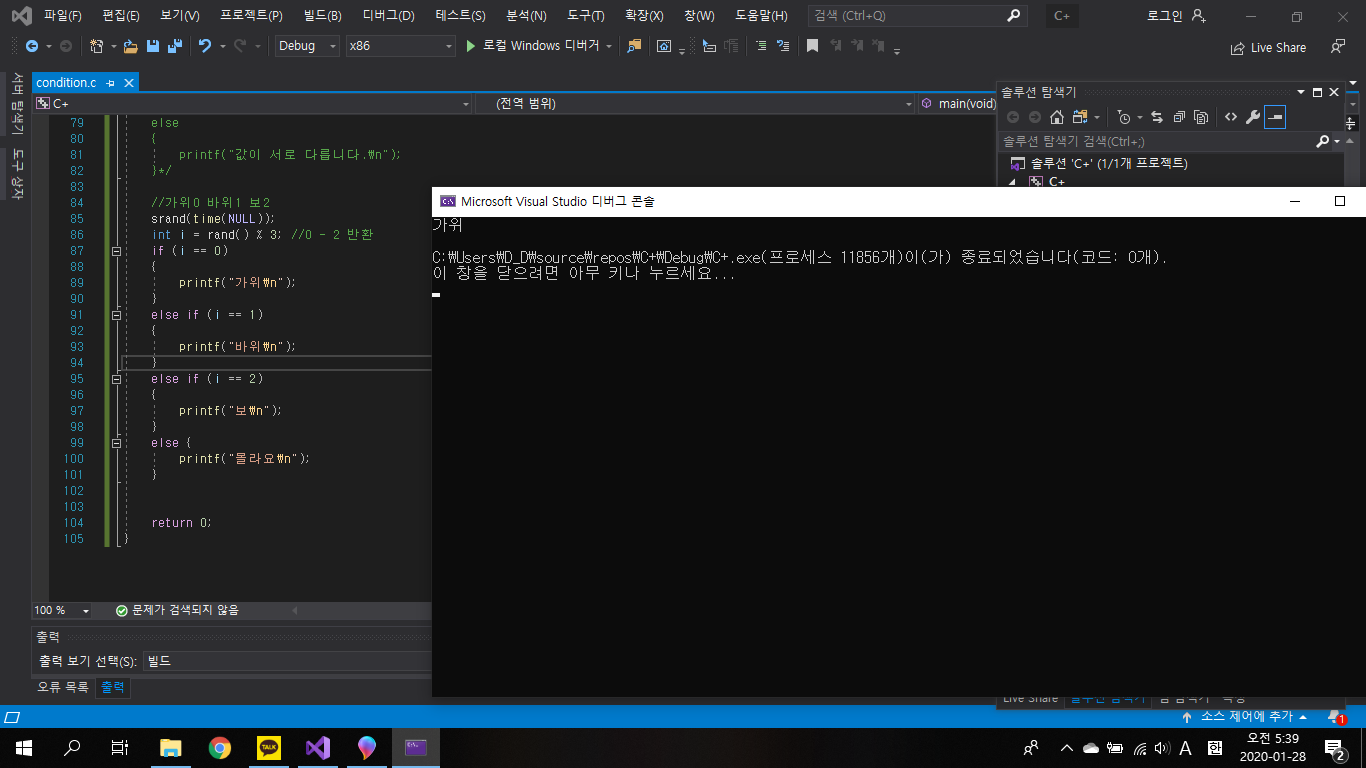 파일(F) 편집(E) 보기(V) 프로젝트(P) 빌드(B) 디버그(D) 테스트(S) 분석(N) 도구(T) 확장(X) 창(W) 도움말(H) 검색 (Ctrl+Q) C+ 로그인
Debug x86 로컬 Windows 디버거 Live Share
서버 탐색기
도구 상자
condition.c
C+ (전역 범위) main(void)
79 else
80 {
81 printf("값이 서로 다릅니다.₩n");
82 }*/
83
84 //가위0 바위1 보2
85 srand(time(NULL));
86 int i = rand() % 3; //0 - 2 반환
87 if (i == 0)
88 {
89 printf("가위₩n");
90 }
91 else if (i == 1)
92 {
93 printf("바위₩n");
94 }
95 else if (i == 2)
96 {
97 printf("보₩n");
98 }
99 else {
100 printf("몰라요₩n");
101 }
102
103
104 return 0;
105 }
100 % 문제가 검색되지 않음
출력
출력 보기 선택(S): 빌드
오류 목록 출력
솔루션 탐색기
솔루션 탐색기 검색(Ctrl+;)
솔루션 'C+' (1/1개 프로젝트)
C+
Microsoft Visual Studio 디버그 콘솔
가위
C:₩Users₩D_D₩source₩repos₩C+₩Debug₩C+.exe(프로세스 11856개)이(가) 종료되었습니다(코드: 0개).
이 창을 닫으려면 아무 키나 누르세요...
Live Share 솔루션 탐색기
소스 제어에 추가 1
TALK A 한 오전 5:39
2020-01-28 2